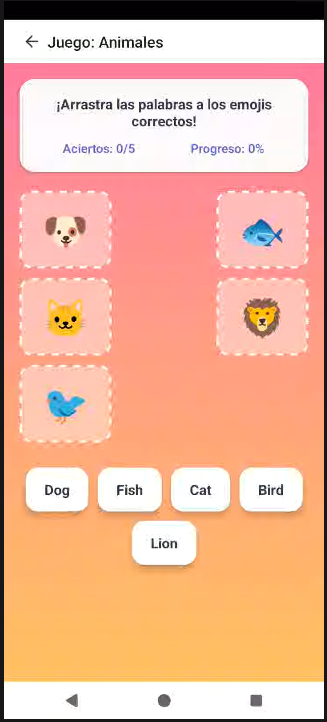 Juego: Animales
¡Arrastra las palabras a los emojis
correctos!
Aciertos: 0/5 Progreso: 0%
Dog Fish Cat Bird
Lion